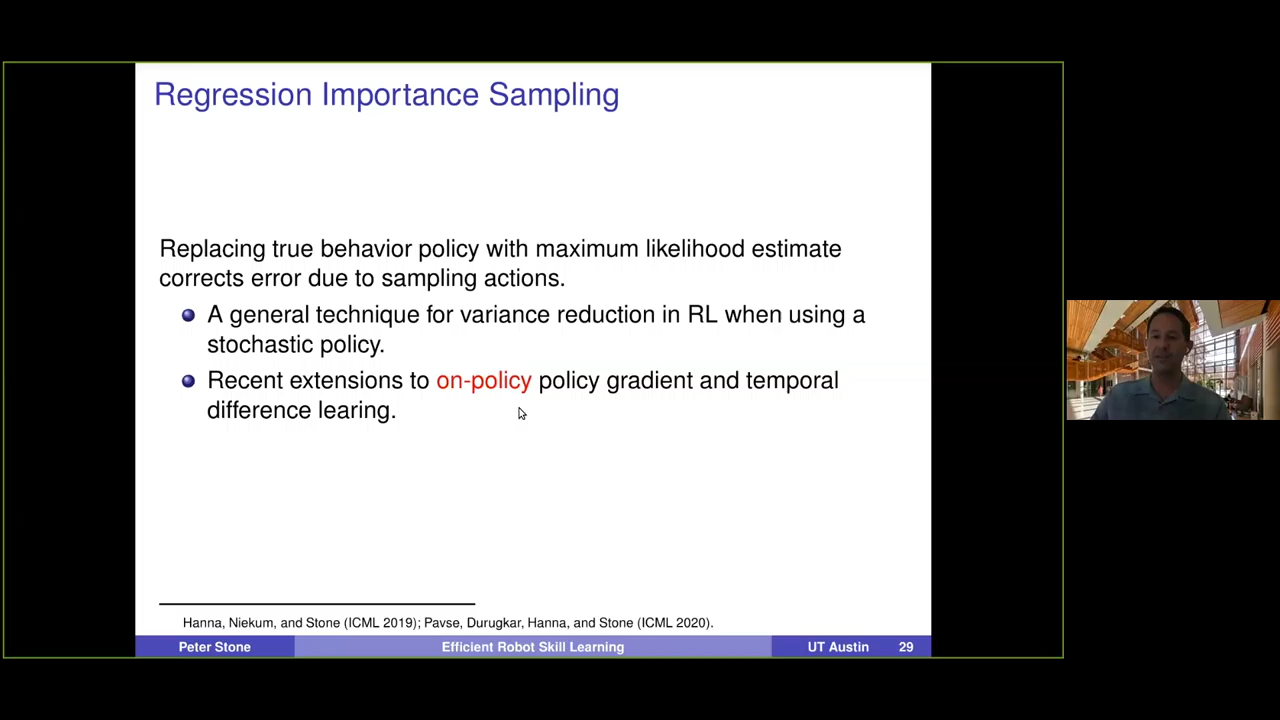 Regression Importance Sampling
Replacing true behavior policy with maximum likelihood estimate
corrects error due to sampling actions.
A general technique for variance reduction in RL when using a
stochastic policy.
Recent extensions to on-policy policy gradient and temporal
difference learing.
Hanna, Niekum, and Stone (ICML 2019); Pavse, Durugkar, Hanna, and Stone (ICML 2020).
Peter Stone Efficient Robot Skill Learning UT Austin 29